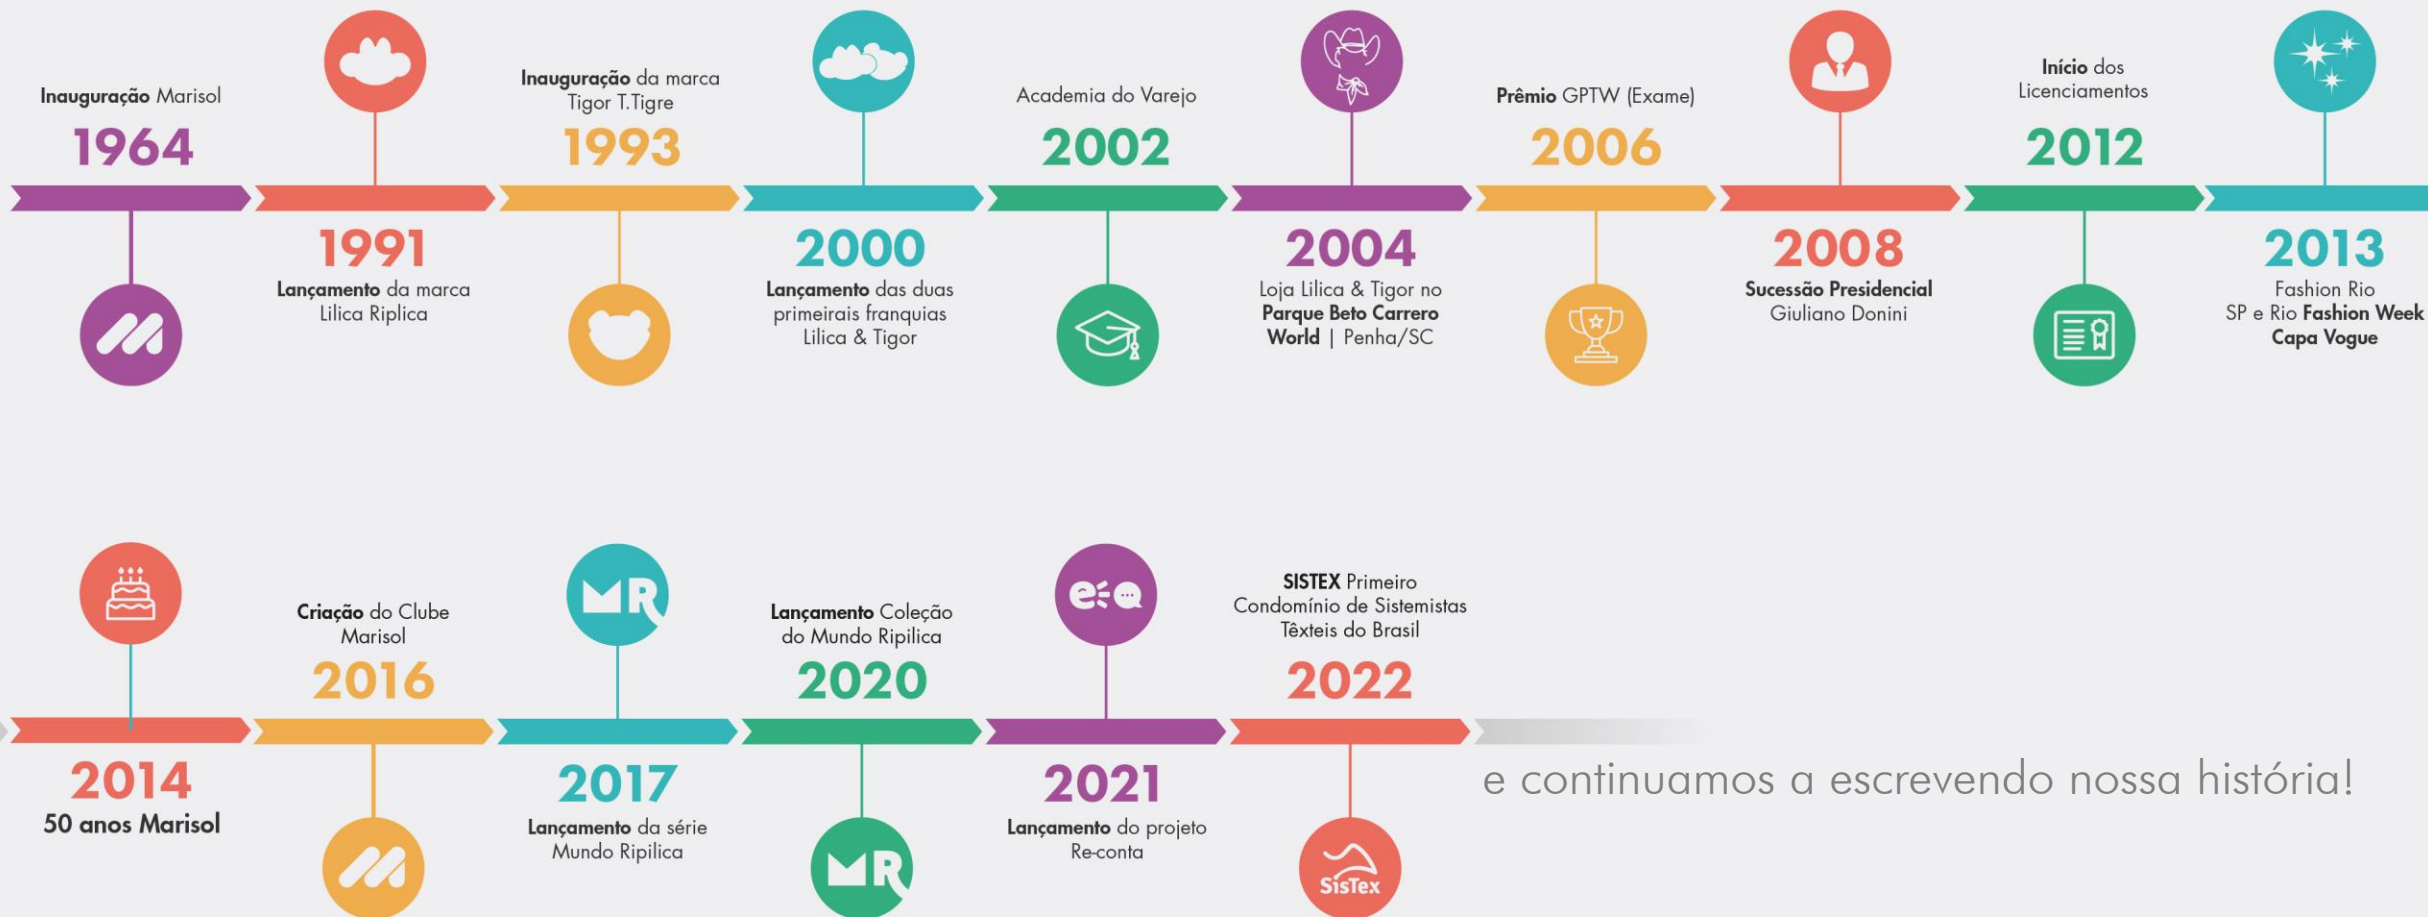 Inauguração Marisol
1964
1991
Lançamento da marca
Lilica Riplica
Inauguração da marca
Tigor T.Tigre
1993
2000
Lançamento das duas
primeirais franquias
Lilica & Tigor
Academia do Varejo
2002
2004
Loja Lilica & Tigor no
Parque Beto Carrero
World | Penha/SC
Prêmio GPTW (Exame)
2006
2008
Sucessão Presidencial
Giuliano Donini
Início dos
Licenciamentos
2012
2013
Fashion Rio
SP e Rio Fashion Week
Capa Vogue
2014
50 anos Marisol
Criação do Clube
Marisol
2016
MR
2017
Lançamento da série
Mundo Ripilica
Lançamento Coleção
do Mundo Ripilica
2020
MR
2021
Lançamento do projeto
Re-conta
SISTEX Primeiro
Condomínio de Sistemistas
Têxteis do Brasil
2022
SisTex
e continuamos a escrevendo nossa história!